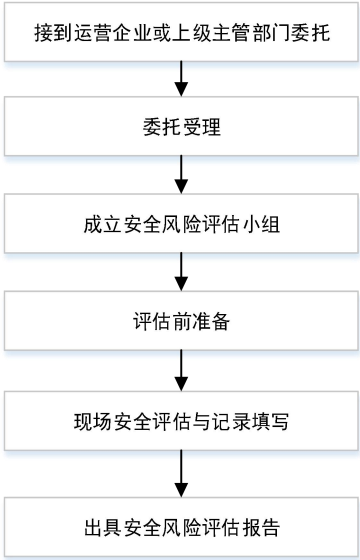 接到运营企业或上级主管部门委托
委托受理
成立安全风险评估小组
评估前准备
现场安全评估与记录填写
出具安全风险评估报告